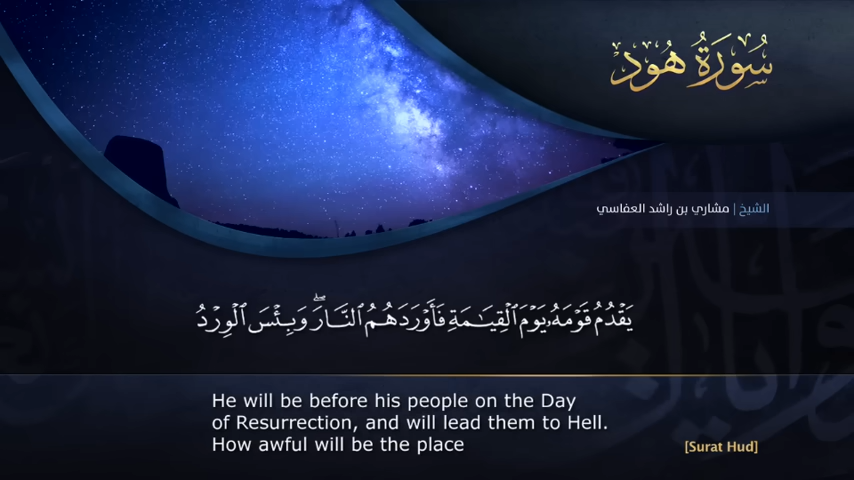 سُورَةُ هُود
الشيخ | مشاري بن راشد العفاسي
يَقْدُمُ قَوْمَهُۥ يَوْمَ ٱلْقِيَـٰمَةِ فَأَوْرَدَهُمُ ٱلنَّارَ ۖ وَبِئْسَ ٱلْوِرْدُ
He will be before his people on the Day
of Resurrection, and will lead them to Hell.
How awful will be the place
[Surat Hud]